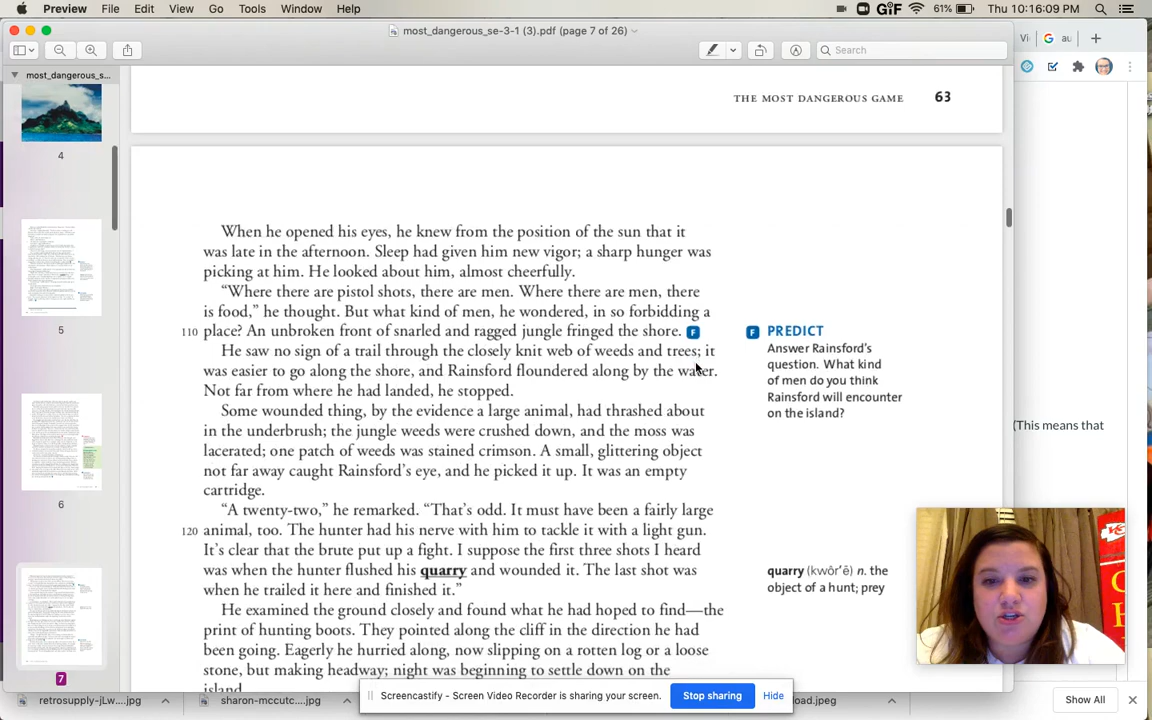 Preview File Edit View Go Tools Window Help GIF 61% Thu 10:16:09 PM
most_dangerous_se-3-1 (3).pdf (page 7 of 26)
Search
most_dangerous_s...
4
5
6
7
THE MOST DANGEROUS GAME 63
When he opened his eyes, he knew from the position of the sun that it
was late in the afternoon. Sleep had given him new vigor; a sharp hunger was
picking at him. He looked about him, almost cheerfully.
“Where there are pistol shots, there are men. Where there are men, there
is food,” he thought. But what kind of men, he wondered, in so forbidding a
110 place? An unbroken front of snarled and ragged jungle fringed the shore. F
He saw no sign of a trail through the closely knit web of weeds and trees; it
was easier to go along the shore, and Rainsford floundered along by the water.
Not far from where he had landed, he stopped.
Some wounded thing, by the evidence a large animal, had thrashed about
in the underbrush; the jungle weeds were crushed down, and the moss was
lacerated; one patch of weeds was stained crimson. A small, glittering object
not far away caught Rainsford’s eye, and he picked it up. It was an empty
cartridge.
“A twenty-two,” he remarked. “That’s odd. It must have been a fairly large
120 animal, too. The hunter had his nerve with him to tackle it with a light gun.
It’s clear that the brute put up a fight. I suppose the first three shots I heard
was when the hunter flushed his quarry and wounded it. The last shot was
when he trailed it here and finished it.”
He examined the ground closely and found what he had hoped to find—the
print of hunting boots. They pointed along the cliff in the direction he had
been going. Eagerly he hurried along, now slipping on a rotten log or a loose
stone, but making headway; night was beginning to settle down on the
island.
F PREDICT
Answer Rainsford’s
question. What kind
of men do you think
Rainsford will encounter
on the island?
quarry (kwôr′ē) n. the
object of a hunt; prey
(This means that
Screencastify - Screen Video Recorder is sharing your screen. Stop sharing Hide
retrosupply-jLw....jpg
sharon-mccutc....jpg
load.jpeg
Show All